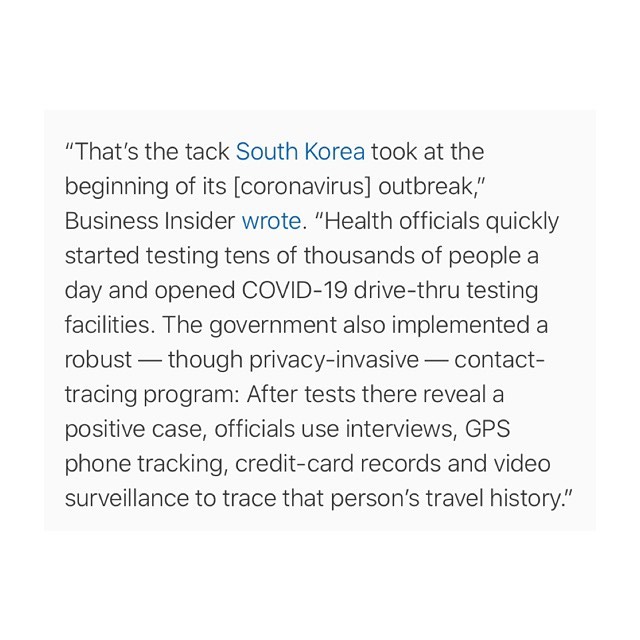 “That’s the tack South Korea took at the
beginning of its [coronavirus] outbreak,”
Business Insider wrote. “Health officials quickly
started testing tens of thousands of people a
day and opened COVID-19 drive-thru testing
facilities. The government also implemented a
robust — though privacy-invasive — contact-
tracing program: After tests there reveal a
positive case, officials use interviews, GPS
phone tracking, credit-card records and video
surveillance to trace that person’s travel history.”